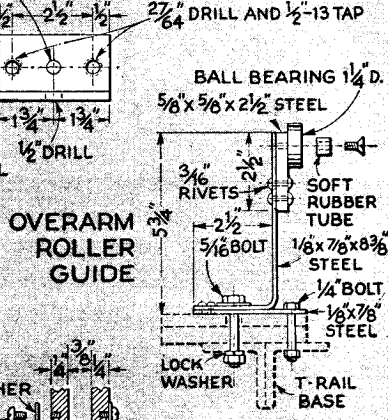 ½" 2½" ½"
27/64" DRILL AND ½"-13 TAP
1¾" 1¾"
½" DRILL
BALL BEARING 1¼" D.
5/8" x 5/8" x 2½" STEEL
2½"
3/16" RIVETS
SOFT
RUBBER
TUBE
5¾"
2½"
5/16" BOLT
OVERARM
ROLLER
GUIDE
1/8" x 7/8" x 8 3/8"
STEEL
¼" BOLT
1/8" x 7/8"
STEEL
LOCK
WASHER
T-RAIL
BASE
3/8"
¼" ¼"